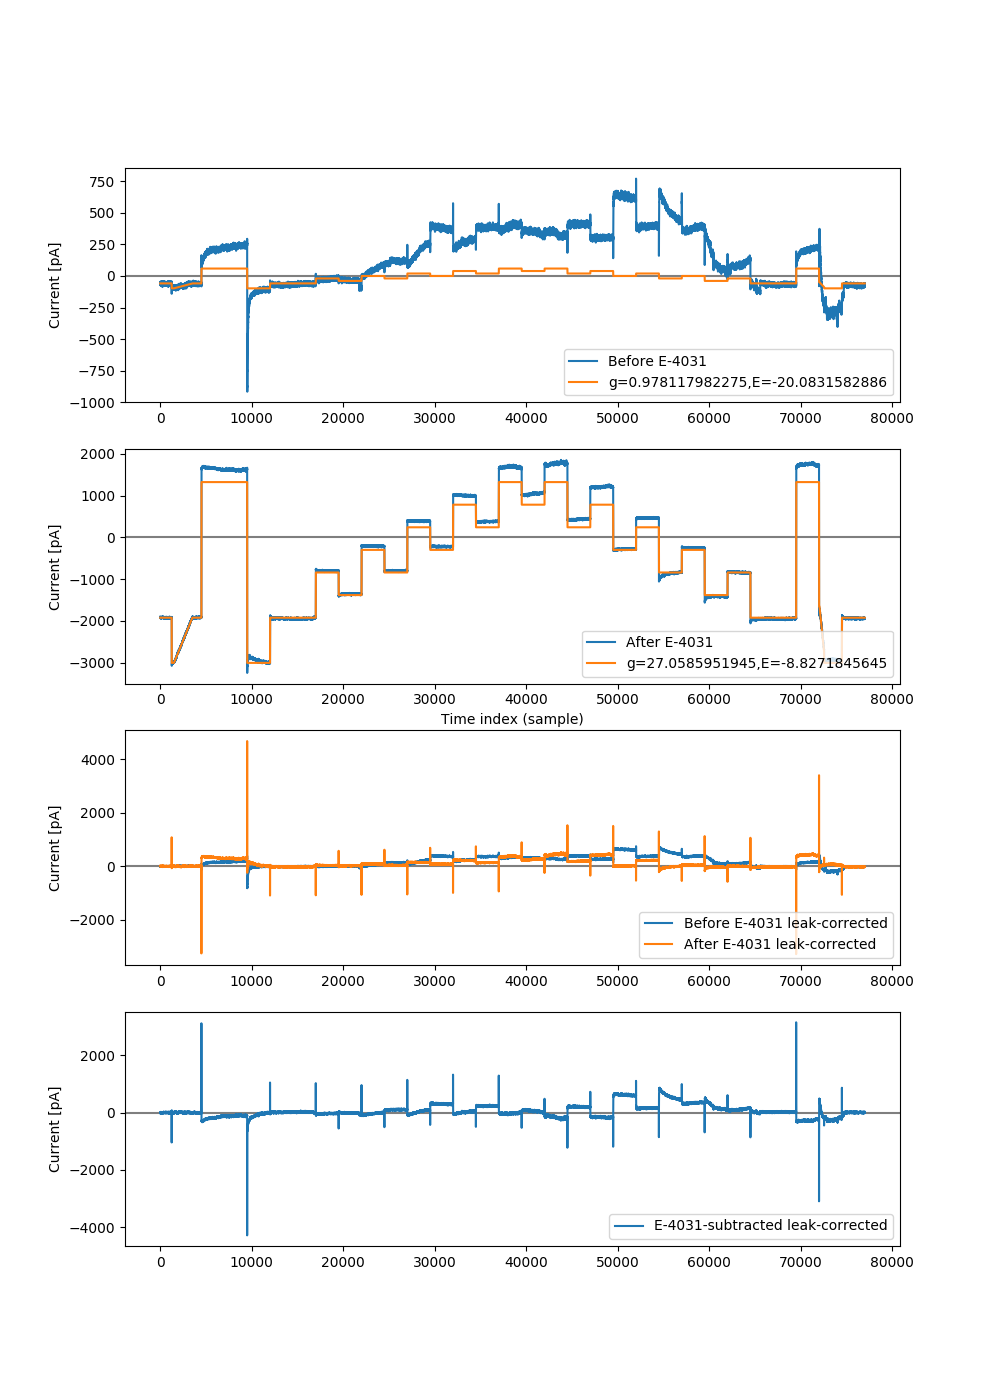 750
500
250
0
−250
−500
−750
−1000
Current [pA]
Before E-4031
g=0.978117982275,E=-20.0831582886
0 10000 20000 30000 40000 50000 60000 70000 80000
2000
1000
0
−1000
−2000
−3000
Current [pA]
After E-4031
g=27.0585951945,E=-8.8271845645
0 10000 20000 30000 40000 50000 60000 70000 80000
Time index (sample)
4000
2000
0
−2000
Current [pA]
Before E-4031 leak-corrected
After E-4031 leak-corrected
0 10000 20000 30000 40000 50000 60000 70000 80000
2000
0
−2000
−4000
Current [pA]
E-4031-subtracted leak-corrected
0 10000 20000 30000 40000 50000 60000 70000 80000